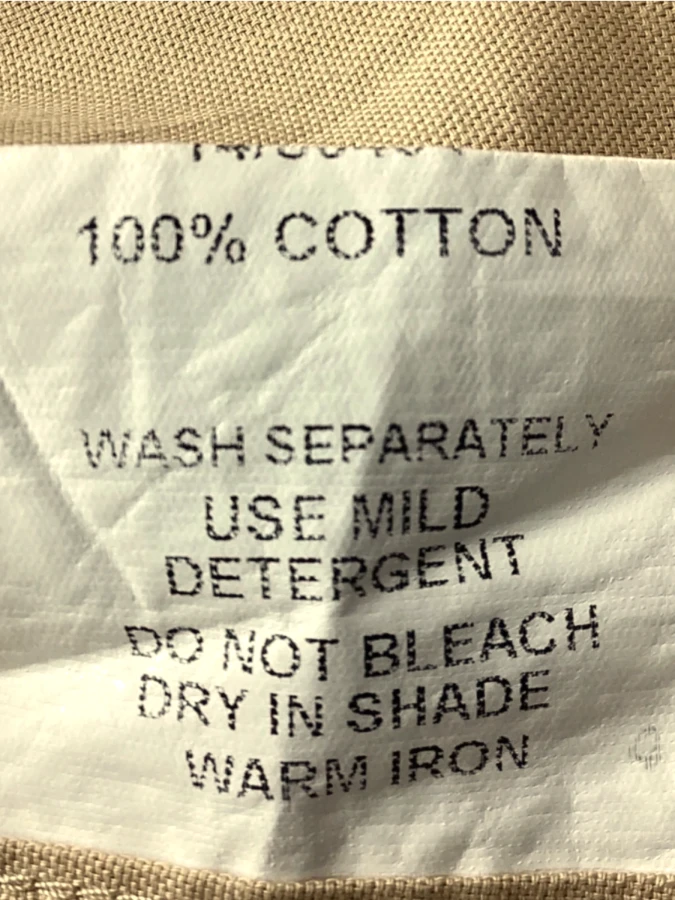 100% COTTON
WASH SEPARATELY
USE MILD
DETERGENT
DO NOT BLEACH
DRY IN SHADE
WARM IRON